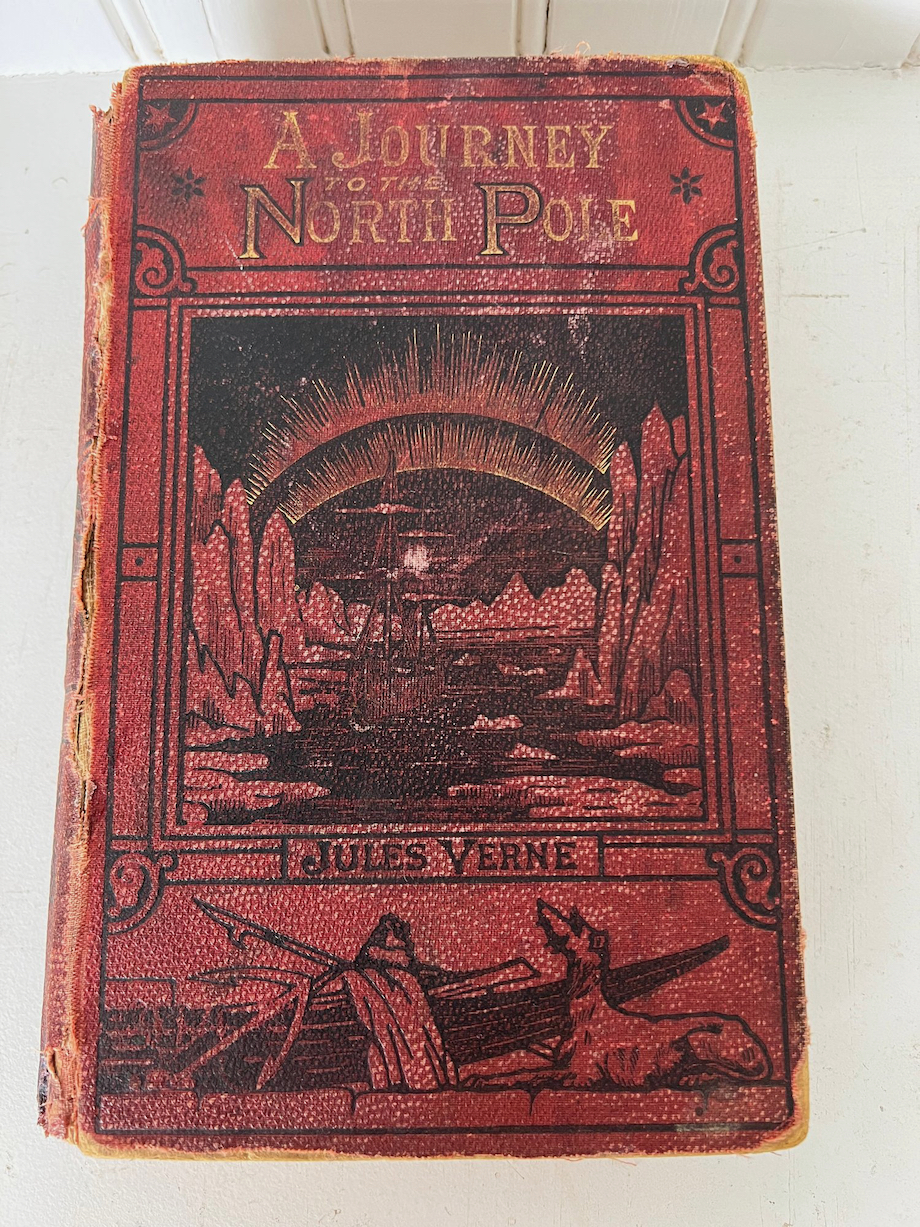 A JOURNEY
TO THE
NORTH POLE
JULES VERNE